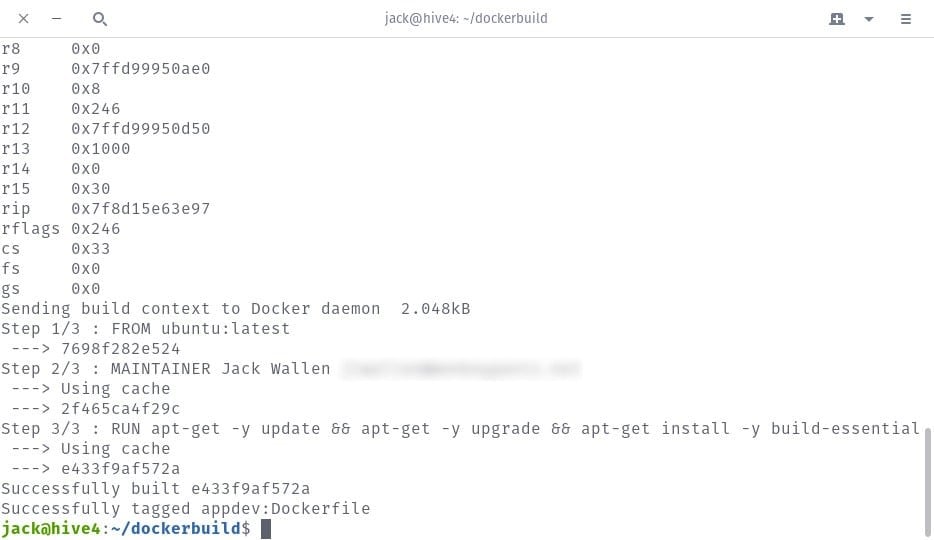 jack@hive4: ~/dockerbuild
r8     0x0
r9     0x7ffd99950ae0
r10    0x8
r11    0x246
r12    0x7ffd99950d50
r13    0x1000
r14    0x0
r15    0x30
rip    0x7f8d15e63e97
rflags 0x246
cs     0x33
fs     0x0
gs     0x0
Sending build context to Docker daemon  2.048kB
Step 1/3 : FROM ubuntu:latest
 ---> 7698f282e524
Step 2/3 : MAINTAINER Jack Wallen
 ---> Using cache
 ---> 2f465ca4f29c
Step 3/3 : RUN apt-get -y update && apt-get -y upgrade && apt-get install -y build-essential
 ---> Using cache
 ---> e433f9af572a
Successfully built e433f9af572a
Successfully tagged appdev:Dockerfile
jack@hive4:~/dockerbuild$